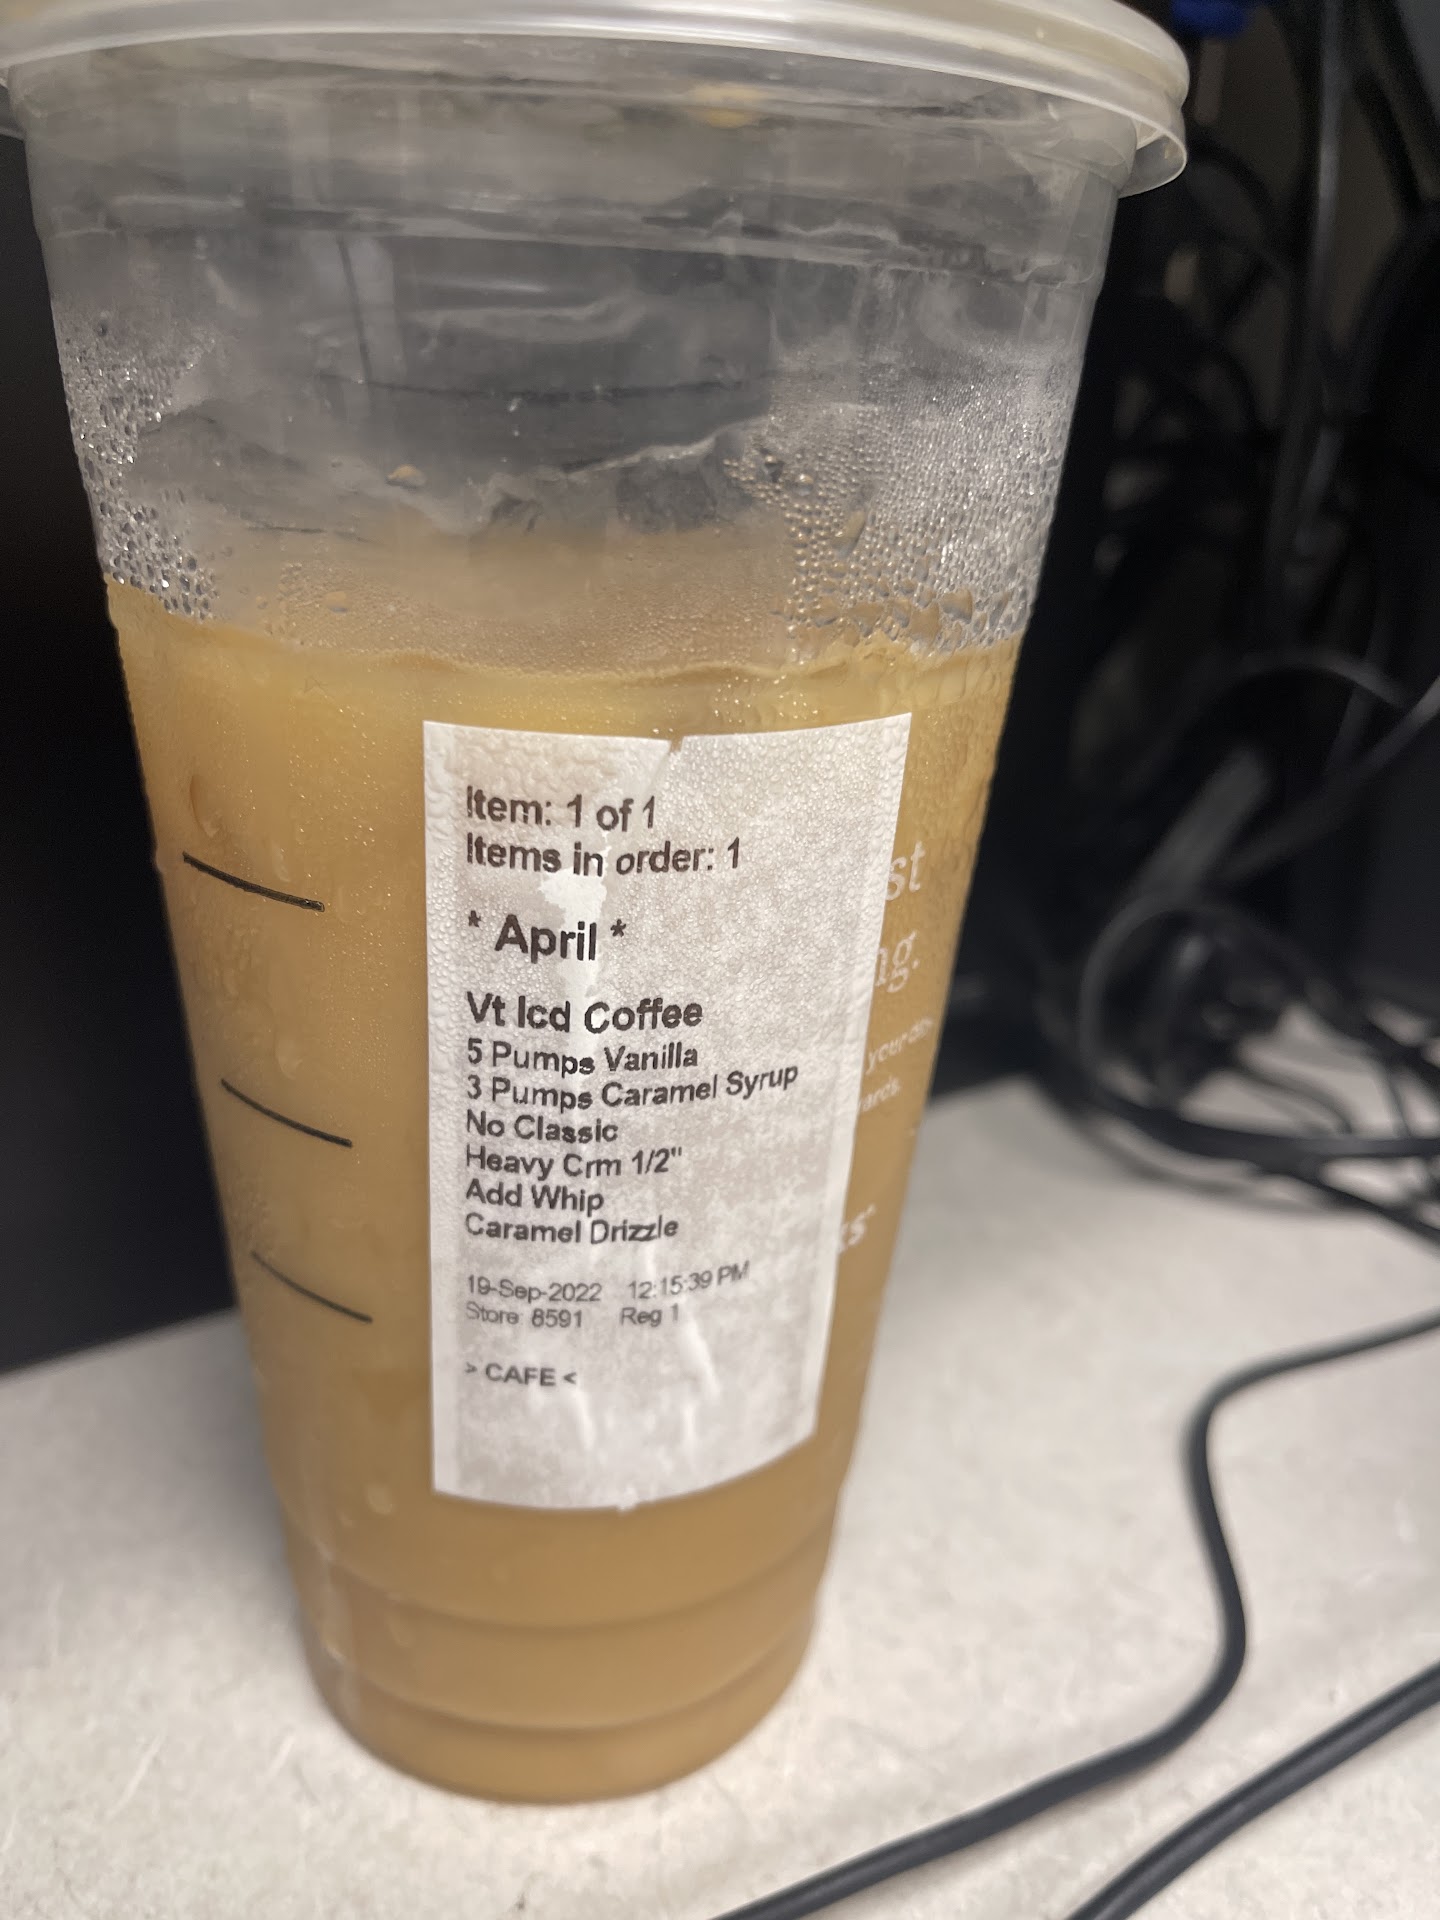 Item: 1 of 1
Items in order: 1
* April *
Vt Icd Coffee
5 Pumps Vanilla
3 Pumps Caramel Syrup
No Classic
Heavy Crm 1/2"
Add Whip
Caramel Drizzle
19-Sep-2022 12:15:39 PM
Store: 8591 Reg 1
> CAFE <